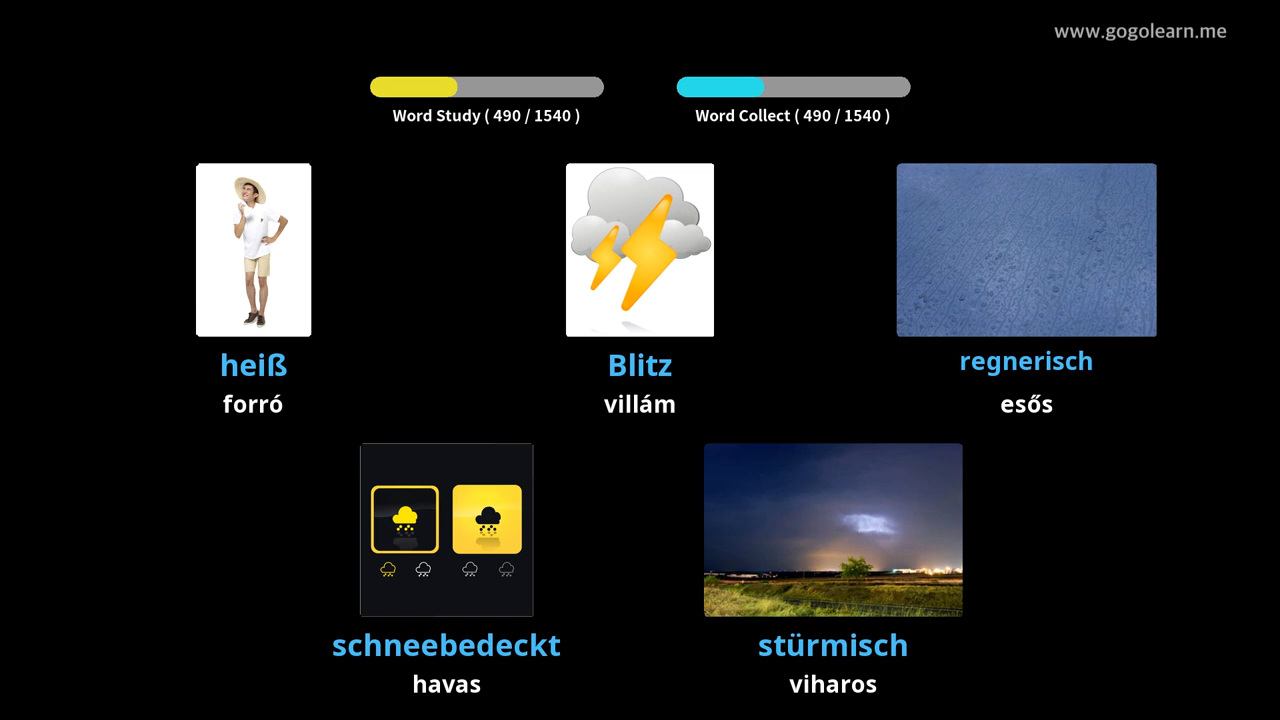 www.gogolearn.me
Word Study ( 490 / 1540 )
Word Collect ( 490 / 1540 )
heiß
forró
Blitz
villám
regnerisch
esős
schneebedeckt
havas
stürmisch
viharos